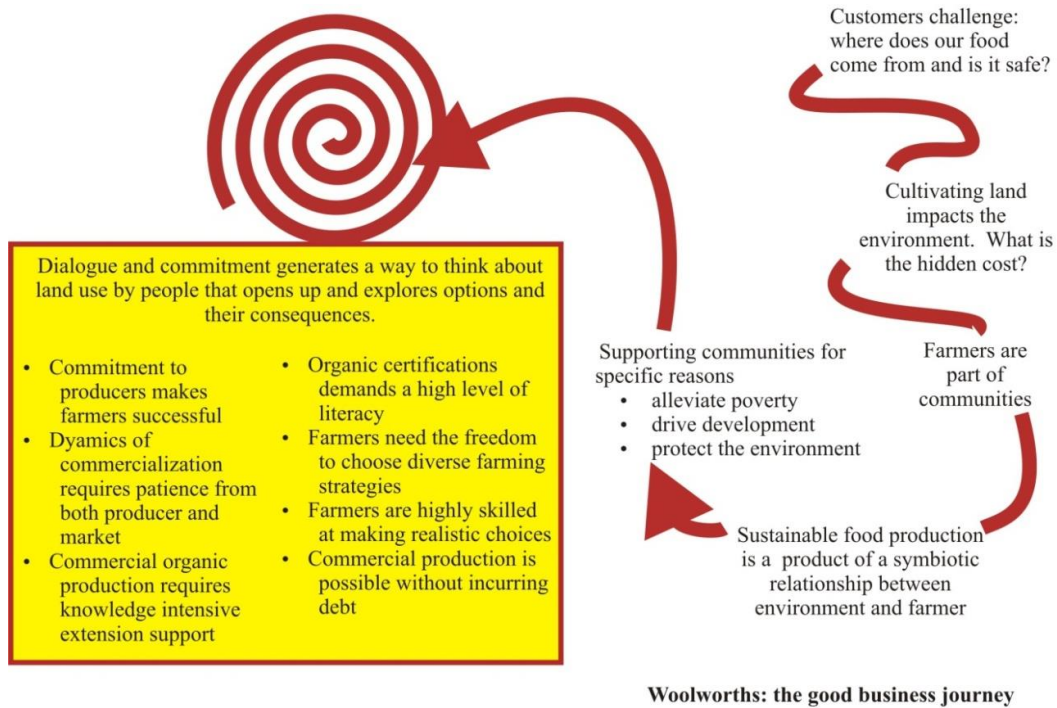 Customers challenge:
where does our food
come from and is it safe?
Cultivating land
impacts the
environment.  What is
the hidden cost?
Farmers are
part of
communities
Sustainable food production
is a  product of a symbiotic
relationship between
environment and farmer
Supporting communities for
specific reasons
• alleviate poverty
• drive development
• protect the environment
Dialogue and commitment generates a way to think about
land use by people that opens up and explores options and
their consequences.
• Commitment to
producers makes
farmers successful
• Dyamics of
commercialization
requires patience from
both producer and
market
• Commercial organic
production requires
knowledge intensive
extension support
• Organic certifications
demands a high level of
literacy
• Farmers need the freedom
to choose diverse farming
strategies
• Farmers are highly skilled
at making realistic choices
• Commercial production is
possible without incurring
debt
Woolworths: the good business journey